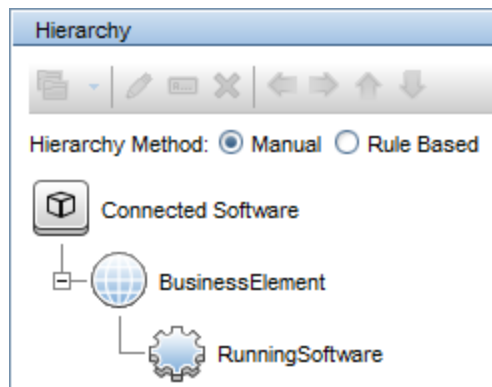 Hierarchy
R...
Hierarchy Method: Manual Rule Based
Connected Software
BusinessElement
RunningSoftware